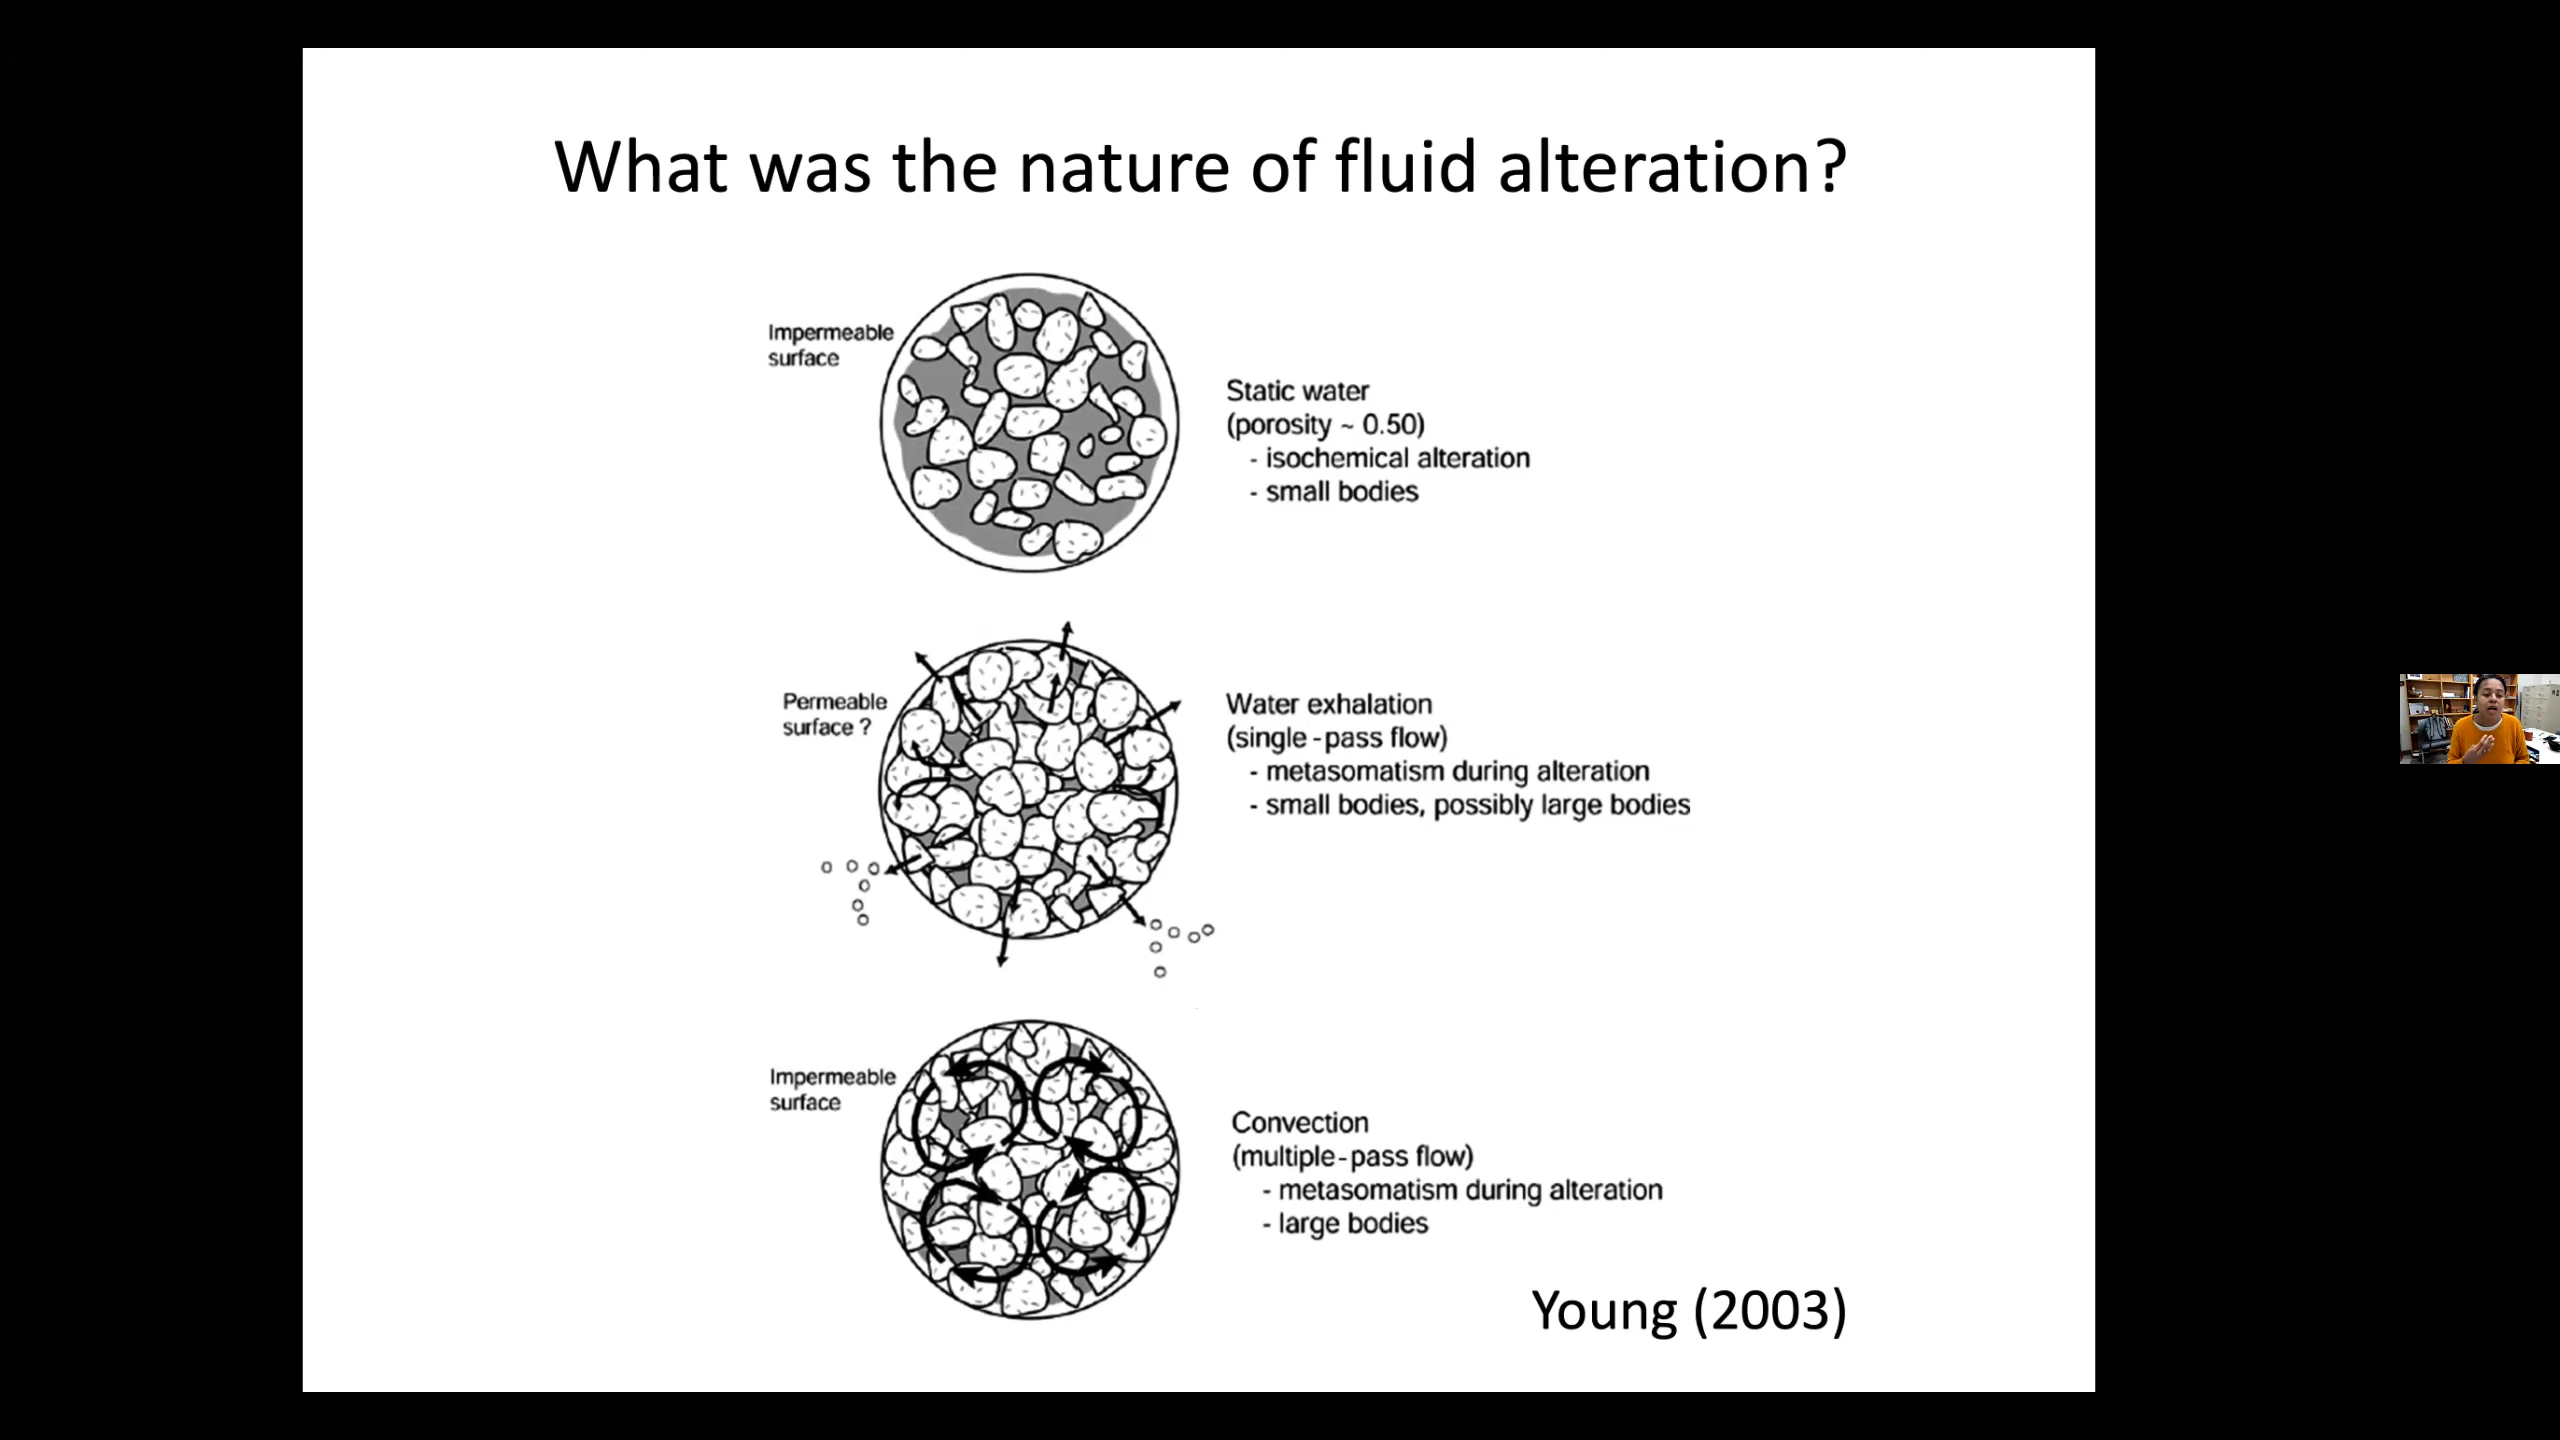 What was the nature of fluid alteration?
Impermeable
surface
Static water
(porosity ~ 0.50)
- isochemical alteration
- small bodies
Permeable
surface ?
Water exhalation
(single-pass flow)
- metasomatism during alteration
- small bodies, possibly large bodies
Impermeable
surface
Convection
(multiple-pass flow)
- metasomatism during alteration
- large bodies
Young (2003)